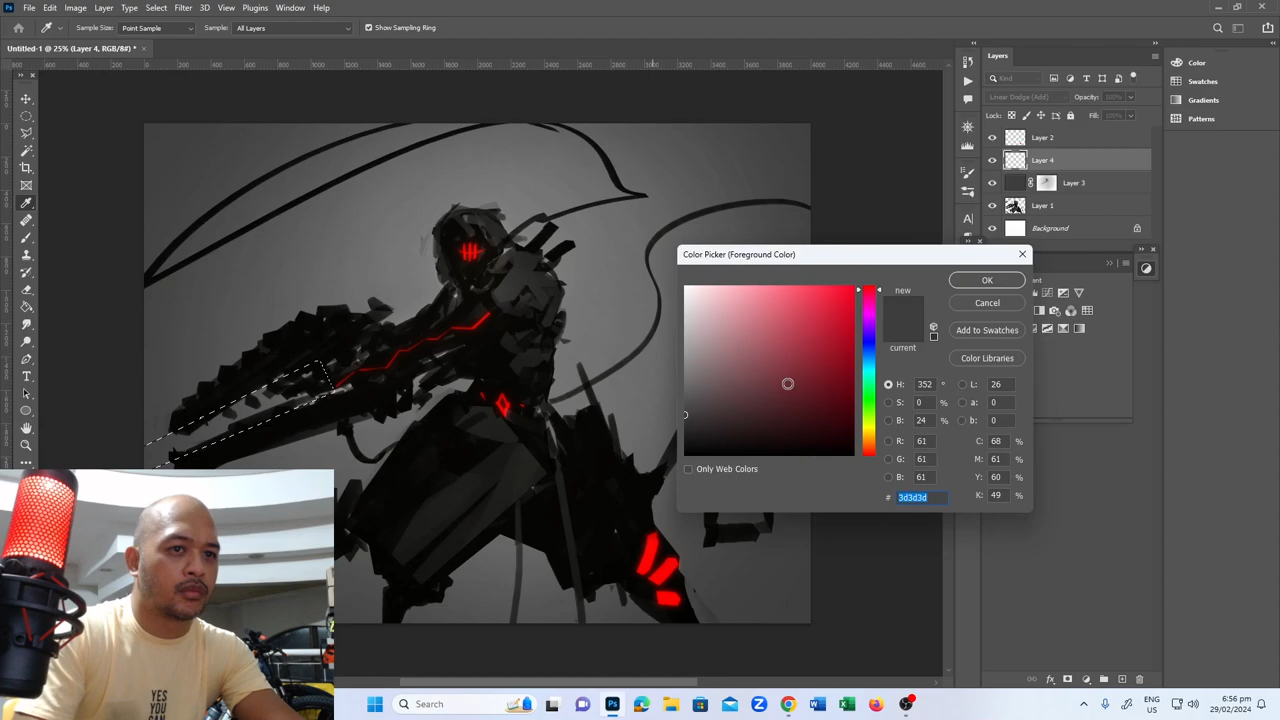 Ps File Edit Image Layer Type Select Filter 3D View Plugins Window Help
Sample Size: Point Sample Sample: All Layers Show Sampling Ring
Untitled-1 @ 25% (Layer 4, RGB/8#) *
Layers
Color
Kind
Swatches
Linear Dodge (Add) Opacity: 100%
Gradients
Lock: Fill: 100%
Patterns
Layer 2
Layer 4
Layer 3
Layer 1
Background
Color Picker (Foreground Color)
new
current
OK
Cancel
Add to Swatches
Color Libraries
H: 352 °
S: 0 %
B: 24 %
R: 61
G: 61
B: 61
# 3d3d3d
L: 26
a: 0
b: 0
C: 68 %
M: 61 %
Y: 60 %
K: 49 %
Only Web Colors
YES
YOU
CAN
Search
ENG
US
6:56 pm
29/02/2024